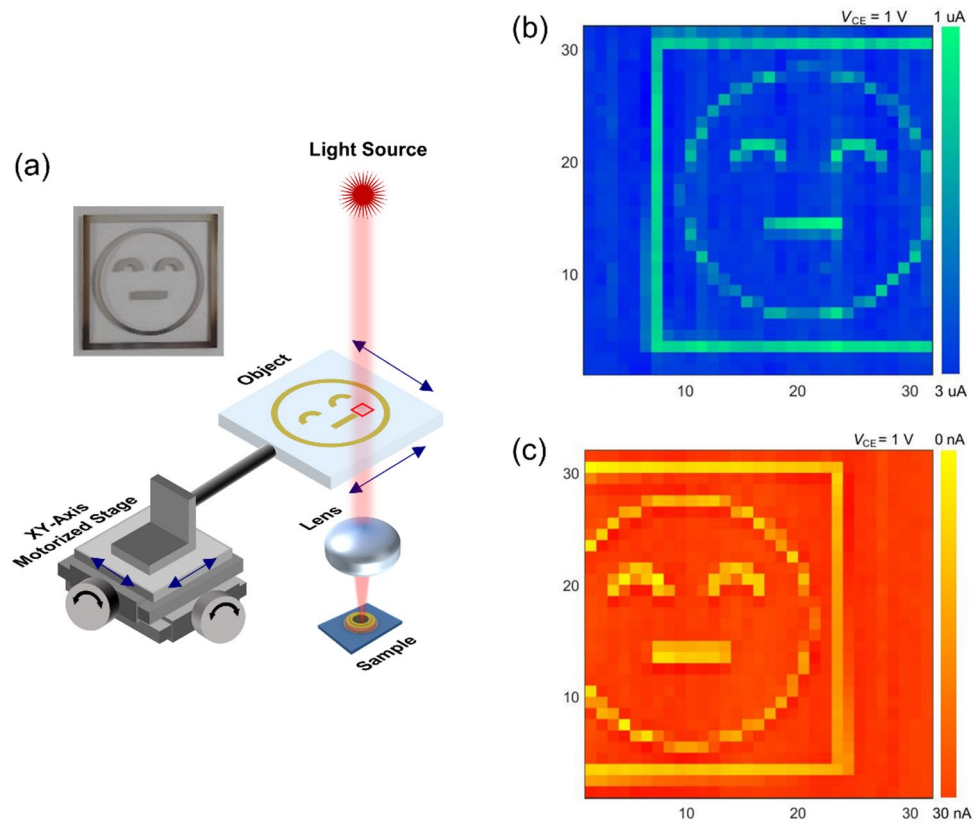 (a)
Light Source
Object
Lens
XY-Axis
Motorized Stage
Sample
(b)
V_CE = 1 V
1 uA
30
20
10
10
20
30
3 uA
(c)
V_CE = 1 V
0 nA
30
20
10
10
20
30
30 nA